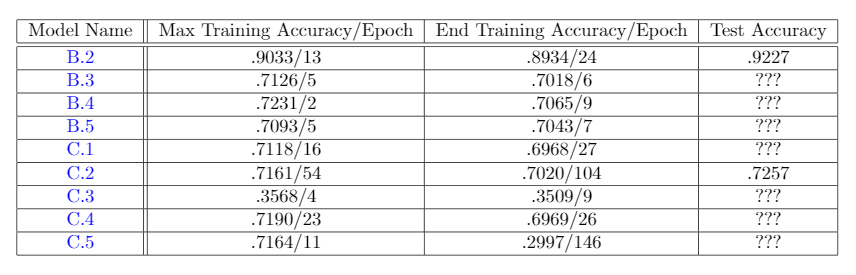 Model Name Max Training Accuracy/Epoch End Training Accuracy/Epoch Test Accuracy
B.2 .9033/13 .8934/24 .9227
B.3 .7126/5 .7018/6 ???
B.4 .7231/2 .7065/9 ???
B.5 .7093/5 .7043/7 ???
C.1 .7118/16 .6968/27 ???
C.2 .7161/54 .7020/104 .7257
C.3 .3568/4 .3509/9 ???
C.4 .7190/23 .6969/26 ???
C.5 .7164/11 .2997/146 ???